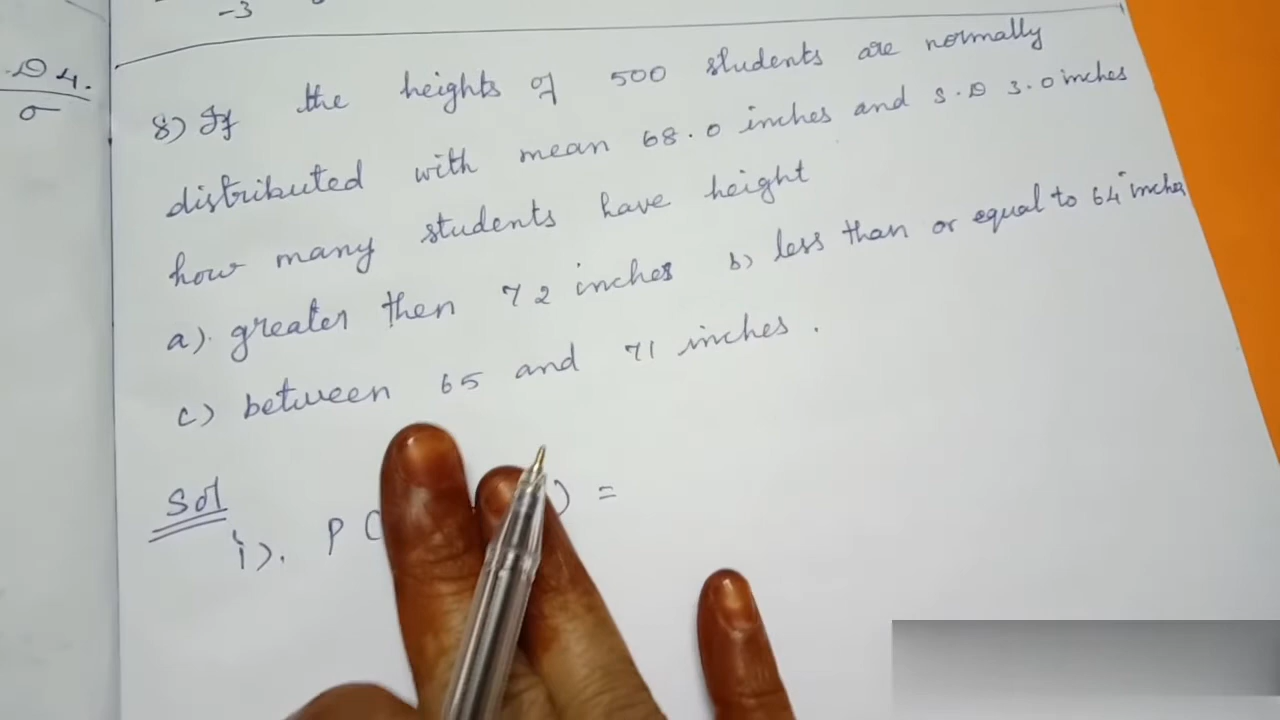 -3
.D 4.
σ
8) If the heights of 500 students are normally
distributed with mean 68.0 inches and S.D 3.0 inches
how many students have height
a). greater then 72 inches b) less than or equal to 64" inches
c) between 65 and 71 inches.
Sol
i). P( ) =